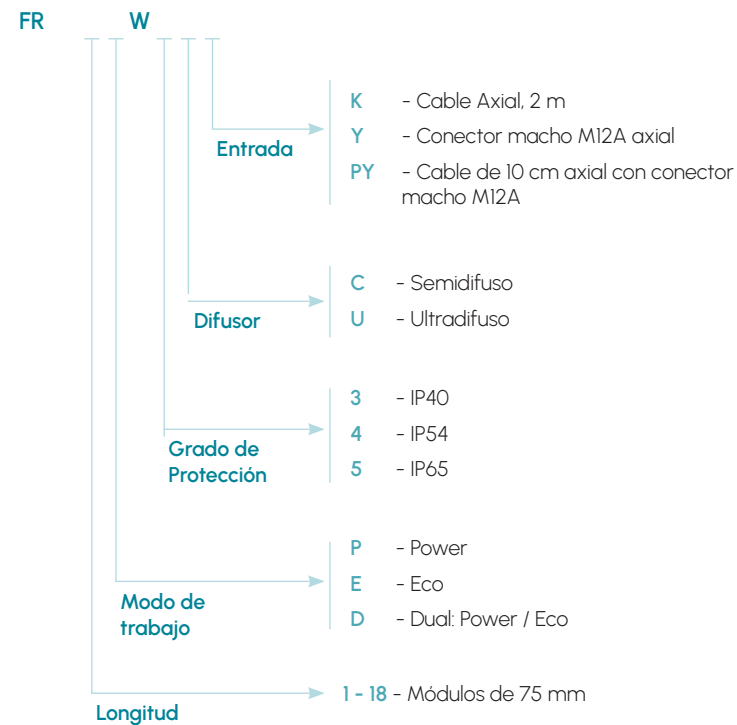 FR W
K - Cable Axial, 2 m
Y - Conector macho M12A axial
Entrada
PY - Cable de 10 cm axial con conector
macho M12A
C - Semidifuso
U - Ultradifuso
Difusor
3 - IP40
4 - IP54
5 - IP65
Grado de
Protección
P - Power
E - Eco
D - Dual: Power / Eco
Modo de
trabajo
1 - 18 - Módulos de 75 mm
Longitud